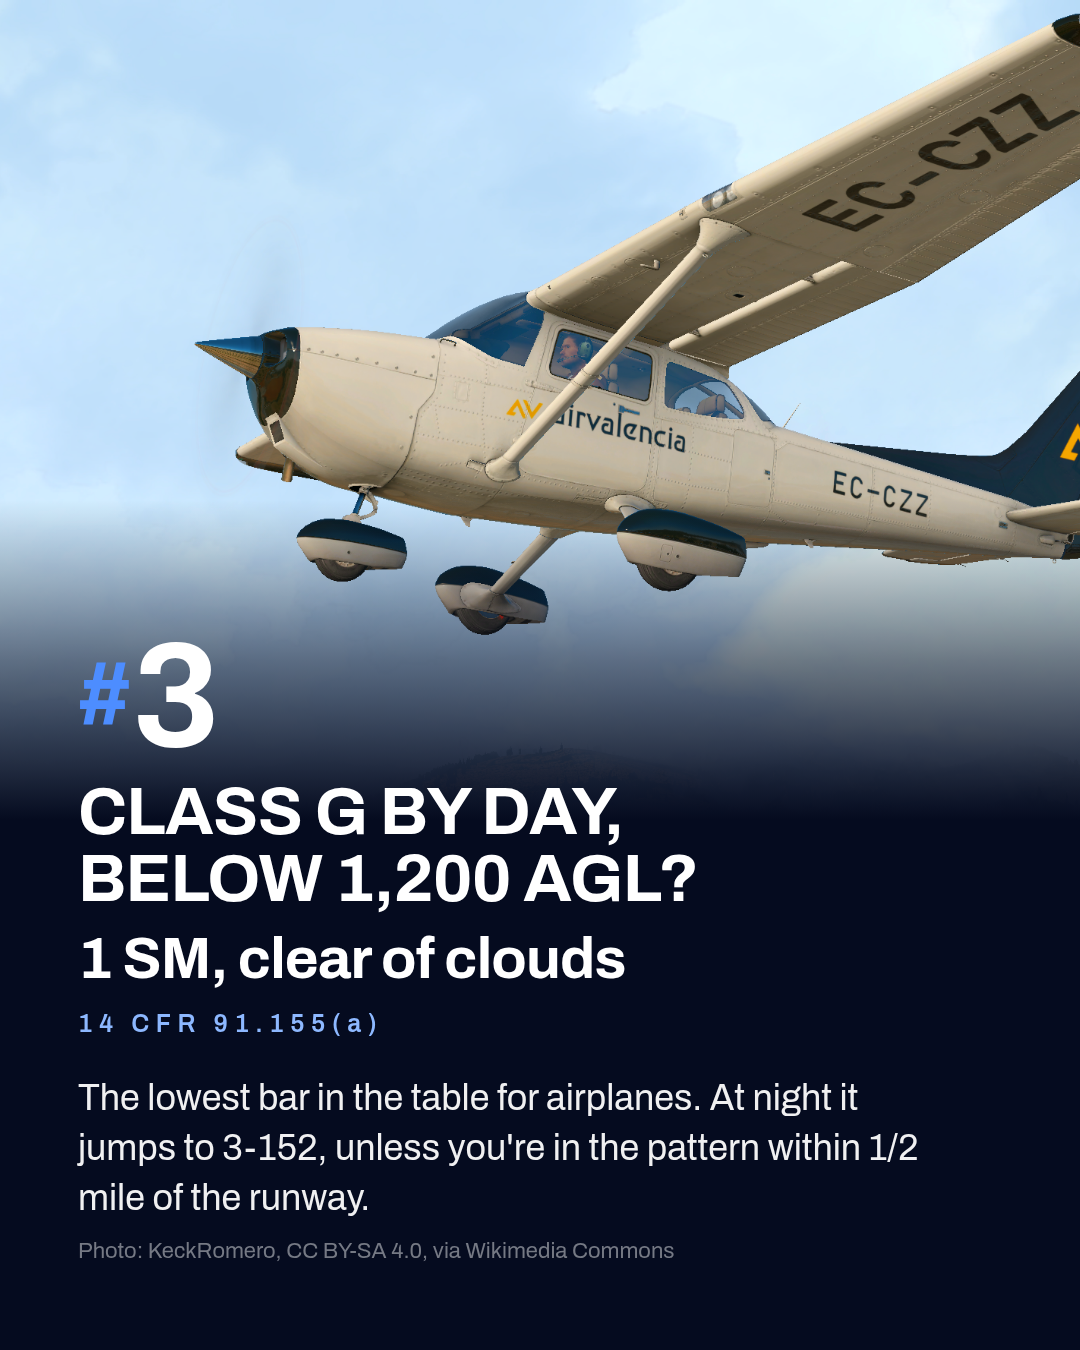 EC-CZZ
airvalencia
EC-CZZ
#3
CLASS G BY DAY,
BELOW 1,200 AGL?
1 SM, clear of clouds
14 CFR 91.155(a)
The lowest bar in the table for airplanes. At night it
jumps to 3-152, unless you're in the pattern within 1/2
mile of the runway.
Photo: KeckRomero, CC BY-SA 4.0, via Wikimedia Commons